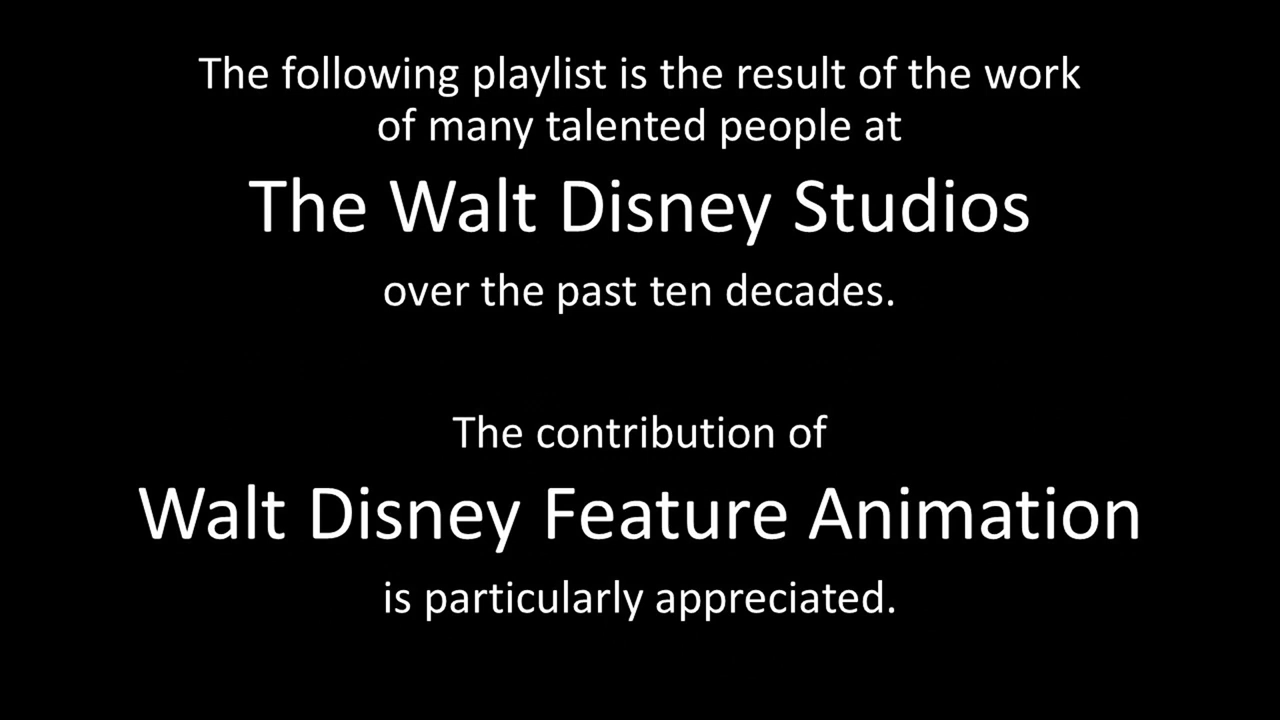 The following playlist is the result of the work
of many talented people at
The Walt Disney Studios
over the past ten decades.
The contribution of
Walt Disney Feature Animation
is particularly appreciated.